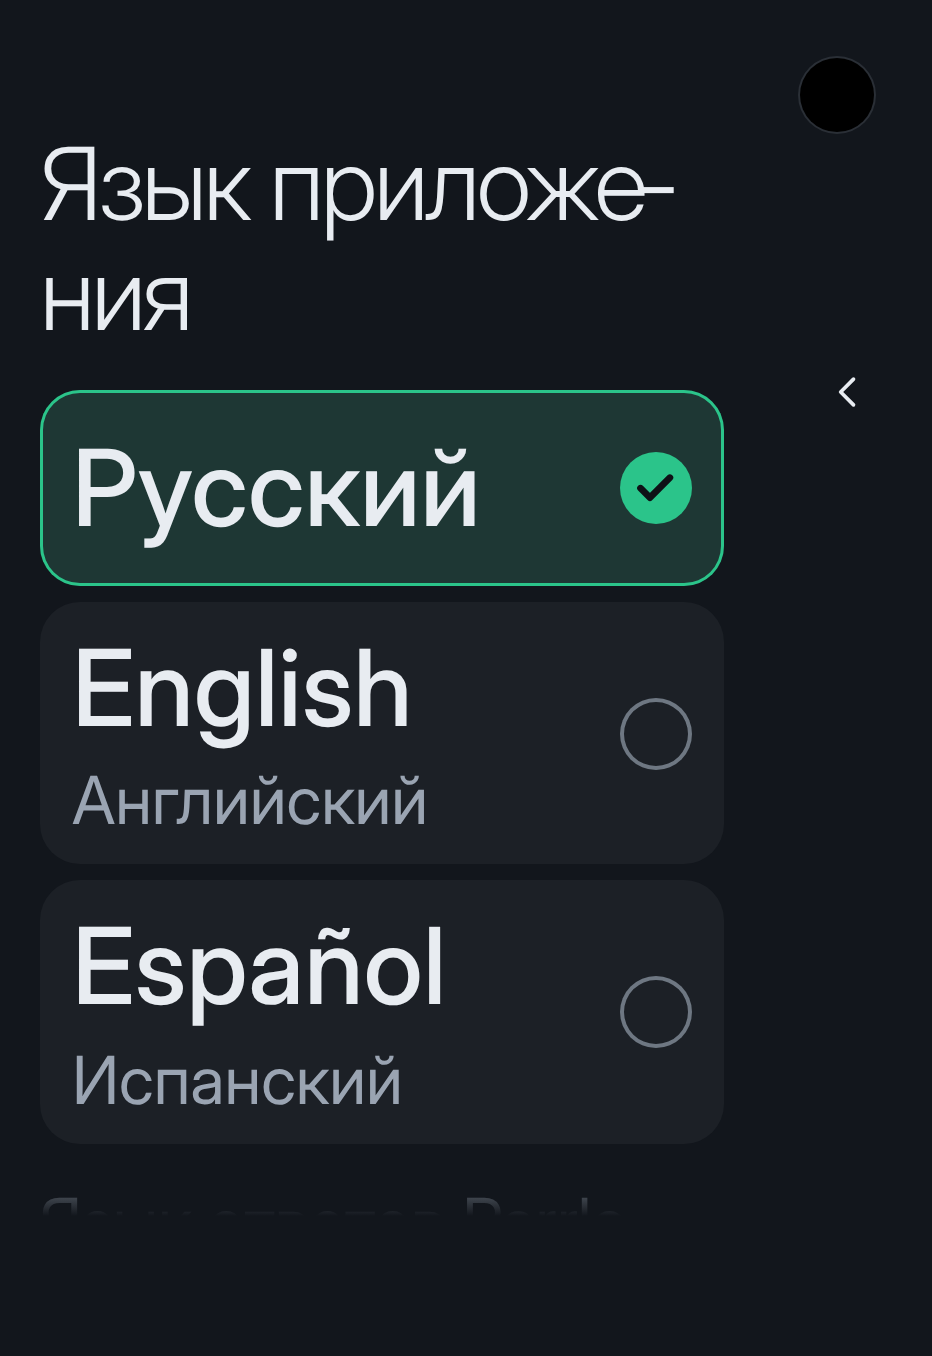 Язык приложе-
ния
Русский
English
Английский
Español
Испанский